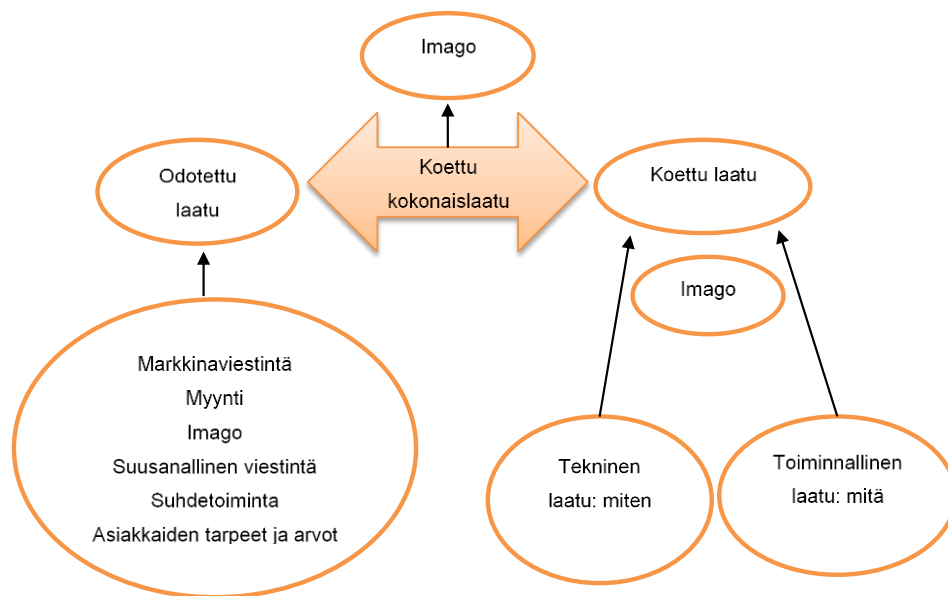 Imago
Odotettu
laatu
Koettu
kokonaislaatu
Koettu laatu
Imago
Markkinaviestintä
Myynti
Imago
Suusanallinen viestintä
Suhdetoiminta
Asiakkaiden tarpeet ja arvot
Tekninen
laatu: miten
Toiminnallinen
laatu: mitä